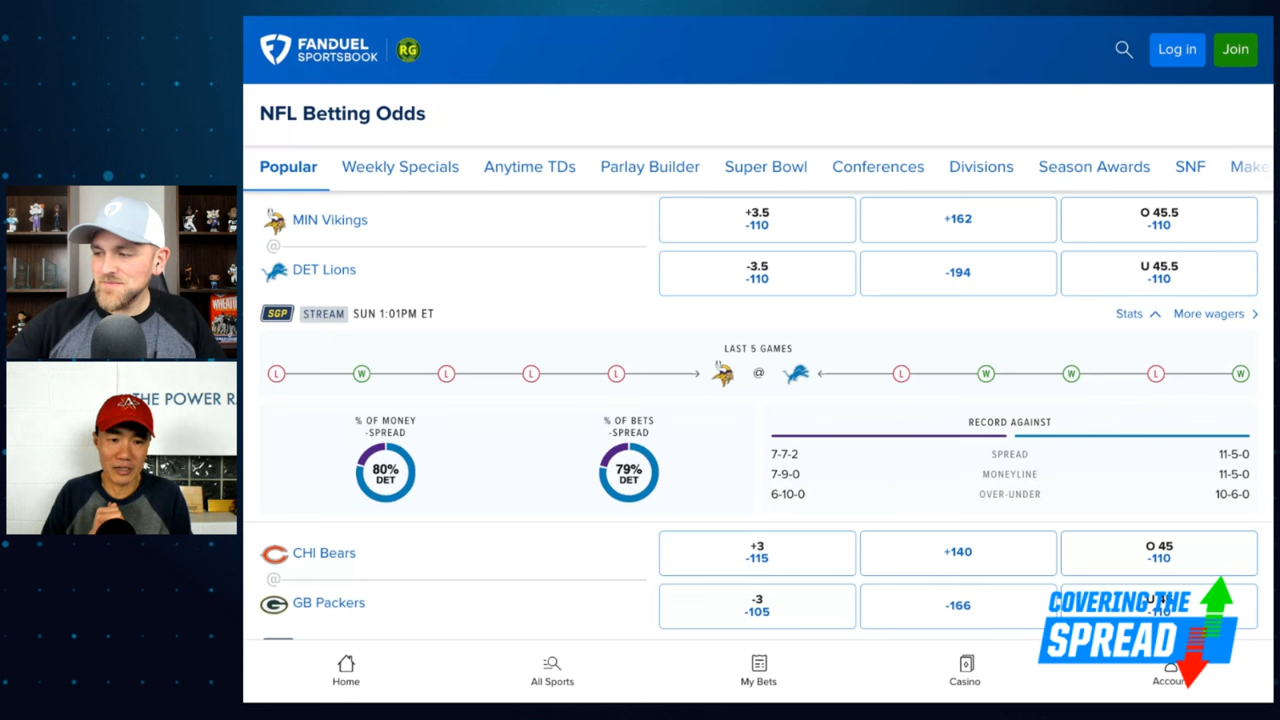 FANDUEL
SPORTSBOOK
RG
Log in
Join
NFL Betting Odds
Popular
Weekly Specials
Anytime TDs
Parlay Builder
Super Bowl
Conferences
Divisions
Season Awards
SNF
Make
MIN Vikings
+3.5
-110
+162
O 45.5
-110
@
DET Lions
-3.5
-110
-194
U 45.5
-110
SGP
STREAM
SUN 1:01PM ET
Stats
More wagers
LAST 5 GAMES
L
W
L
L
L
@
L
W
W
L
W
% OF MONEY
-SPREAD
80%
DET
% OF BETS
-SPREAD
79%
DET
RECORD AGAINST
7-7-2 SPREAD 11-5-0
7-9-0 MONEYLINE 11-5-0
6-10-0 OVER-UNDER 10-6-0
CHI Bears
+3
-115
+140
O 45
-110
@
GB Packers
-3
-105
-166
-110
COVERING THE
SPREAD
Home
All Sports
My Bets
Casino
Accou
THE POWER R
WHEATIE
A